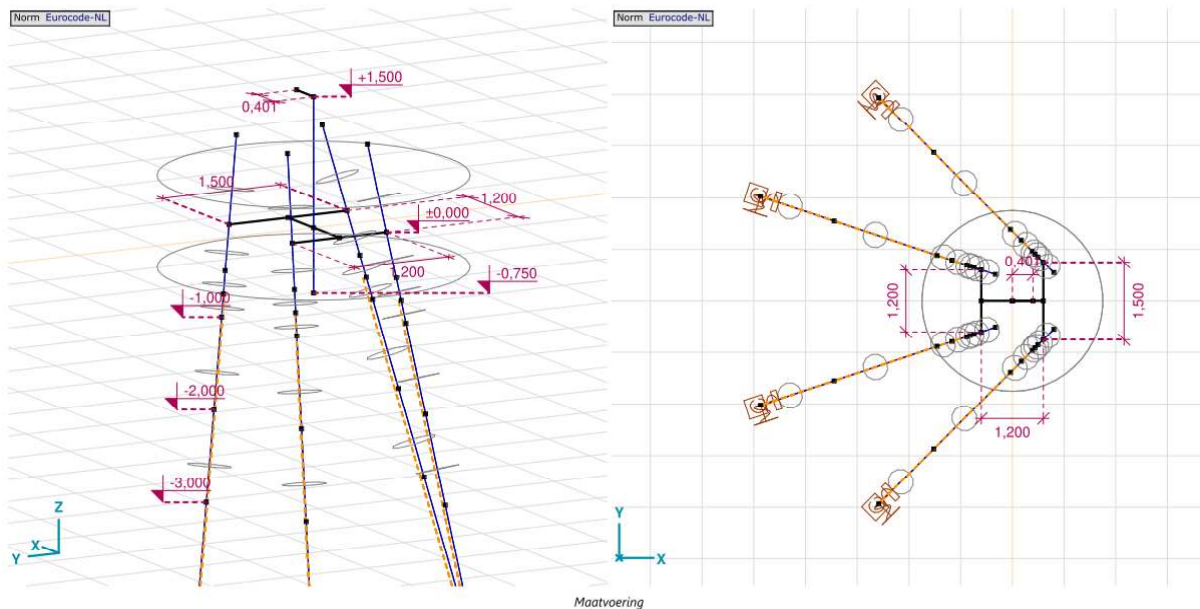 Norm Eurocode-NL
+1,500
0,401
1,500
1,200
±0,000
1,200
-0,750
-1,000
-2,000
-3,000
Z
X
Y
Norm Eurocode-NL
0,401
1,200
1,500
1,200
Y
X
Maatvoering